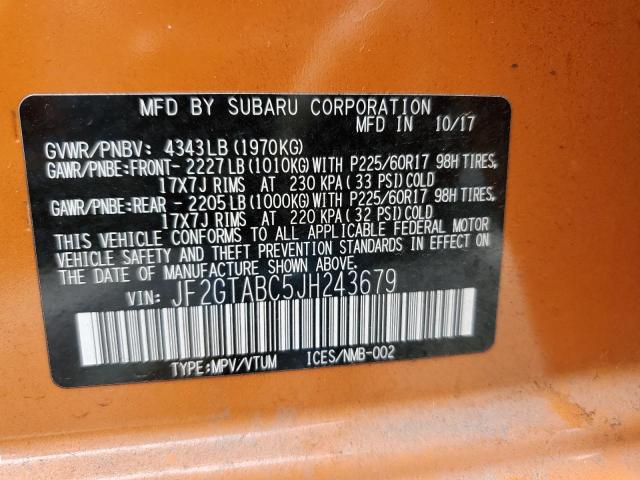 MFD BY SUBARU CORPORATION
MFD IN 10/17
GVWR/PNBV: 4343LB(1970KG)
GAWR/PNBE:FRONT- 2227LB(1010KG)WITH P225/60R17 98H TIRES,
17X7J RIMS AT 230 KPA( 33 PSI)COLD
GAWR/PNBE:REAR - 2205LB(1000KG)WITH P225/60R17 98H TIRES,
17X7J RIMS AT 220 KPA( 32 PSI)COLD
THIS VEHICLE CONFORMS TO ALL APPLICABLE FEDERAL MOTOR
VEHICLE SAFETY AND THEFT PREVENTION STANDARDS IN EFFECT ON
THE DATE OF MANUFACTURE SHOWN ABOVE.
VIN: JF2GTABC5JH243679
TYPE:MPV/VTUM ICES/NMB-002